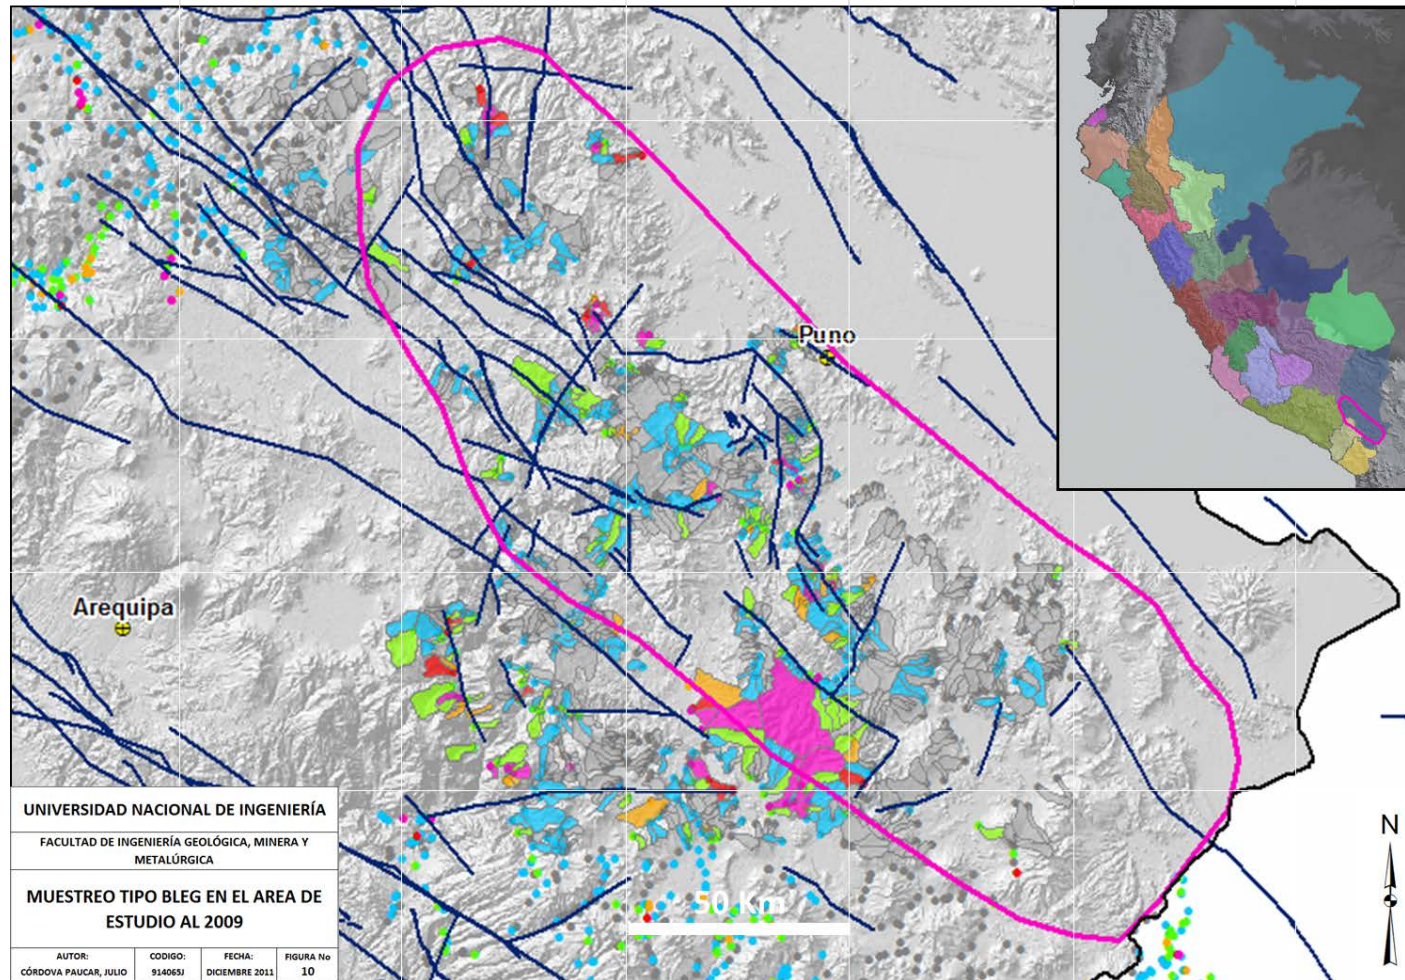 Puno
Arequipa
N
50 Km
UNIVERSIDAD NACIONAL DE INGENIERÍA
FACULTAD DE INGENIERÍA GEOLÓGICA, MINERA Y
METALÚRGICA
MUESTREO TIPO BLEG EN EL AREA DE
ESTUDIO AL 2009
AUTOR:
CÓRDOVA PAUCAR, JULIO
CODIGO:
914065J
FECHA:
DICIEMBRE 2011
FIGURA No
10